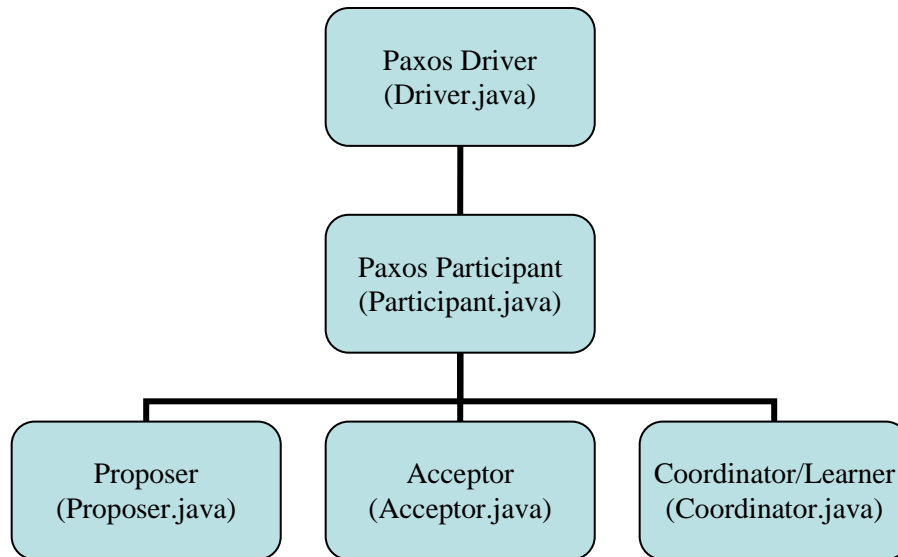 Paxos Driver
(Driver.java)
Paxos Participant
(Participant.java)
Proposer
(Proposer.java)
Acceptor
(Acceptor.java)
Coordinator/Learner
(Coordinator.java)